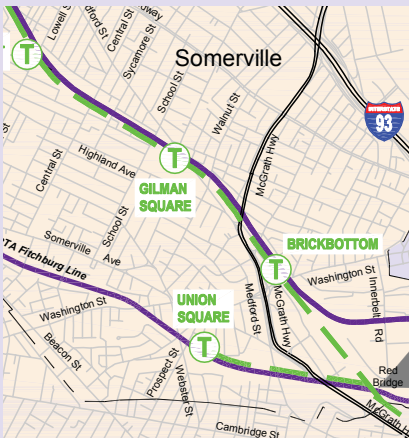 Lowell St
Medford St
Central St
Sycamore St
Somerville
School St
Walnut St
INTERSTATE
93
McGrath Hwy
T
T
Highland Ave
Central St
GILMAN
SQUARE
School St
Somerville
Ave
BRICKBOTTOM
T
Fitchburg Line
Washington St
Innerbelt Rd
McGrath Hwy
Medford St
UNION
SQUARE
T
Washington St
Beacon St
Prospect St
Webster St
Red
Bridge
McGrath H
Cambridge St